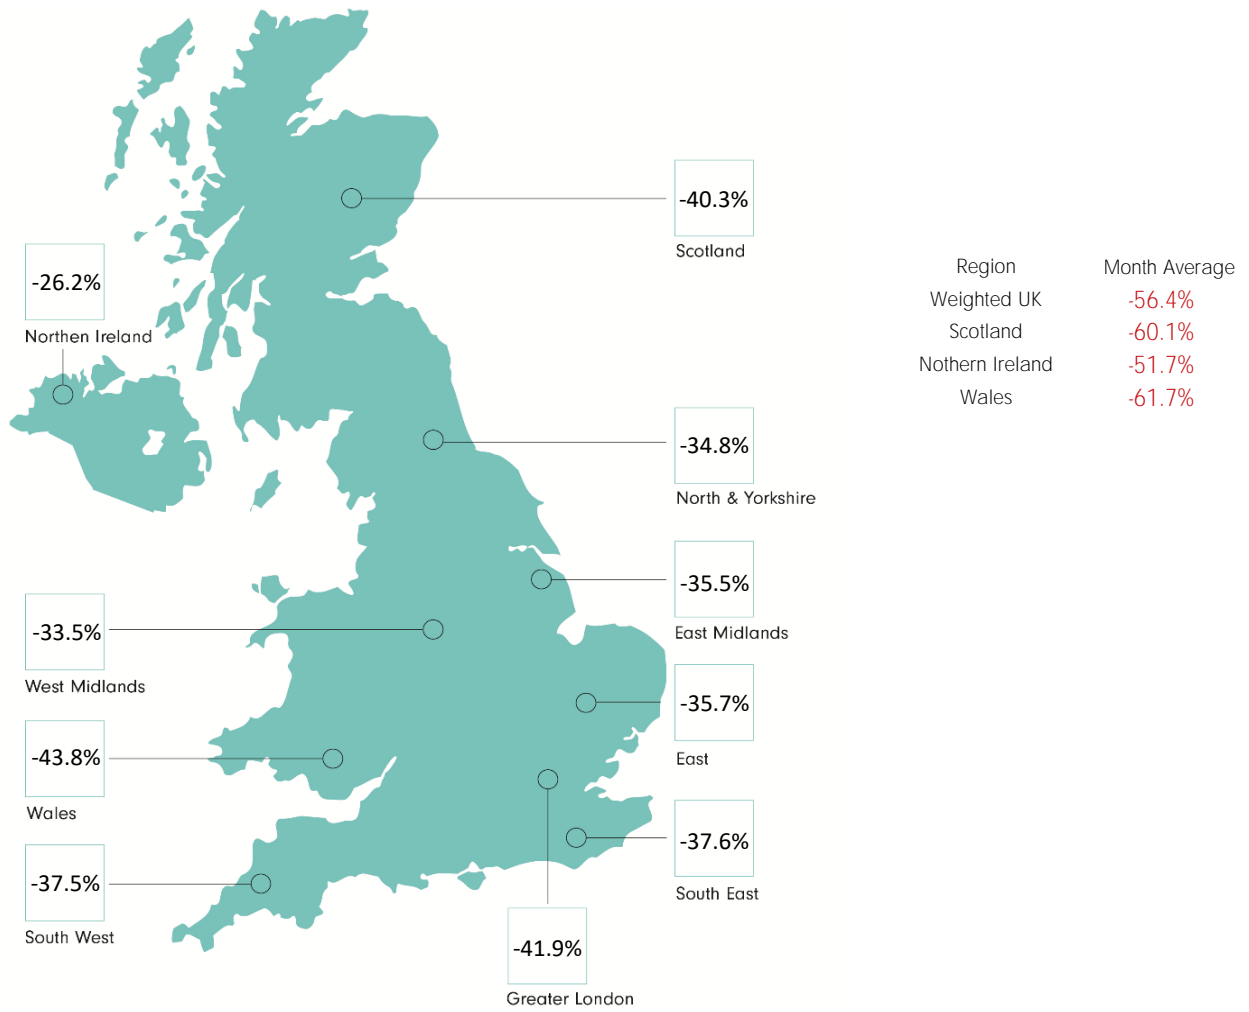 -40.3%
Scotland
-26.2%
Northen Ireland
-34.8%
North & Yorkshire
-35.5%
East Midlands
-33.5%
West Midlands
-35.7%
East
-43.8%
Wales
-37.6%
South East
-37.5%
South West
-41.9%
Greater London
Region Month Average
Weighted UK -56.4%
Scotland -60.1%
Nothern Ireland -51.7%
Wales -61.7%